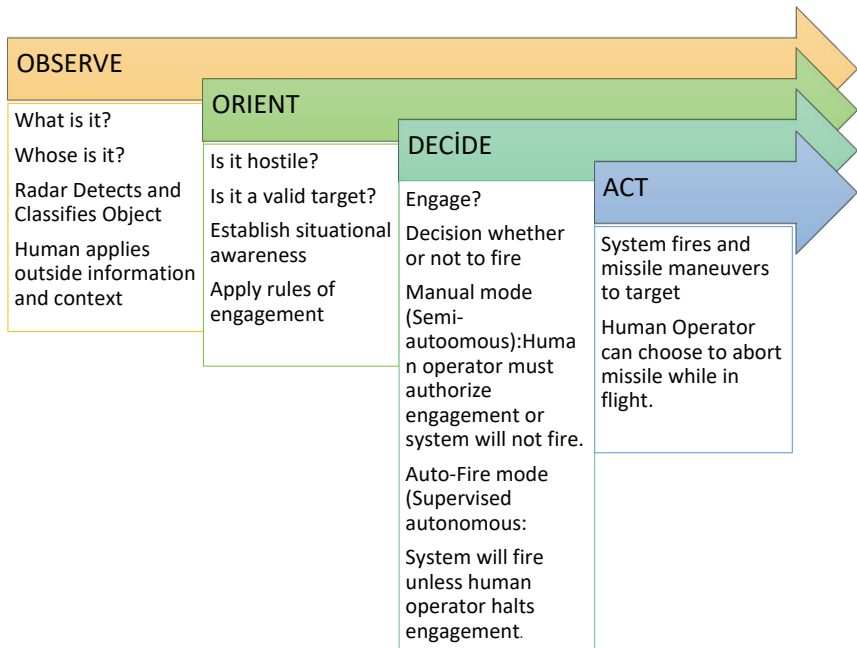 OBSERVE
What is it?
Whose is it?
Radar Detects and
Classifies Object
Human applies
outside information
and context
ORIENT
Is it hostile?
Is it a valid target?
Establish situational
awareness
Apply rules of
engagement
DECİDE
Engage?
Decision whether
or not to fire
Manual mode
(Semi-
autoomous):Huma
n operator must
authorize
engagement or
system will not fire.
Auto-Fire mode
(Supervised
autonomous:
System will fire
unless human
operator halts
engagement.
ACT
System fires and
missile maneuvers
to target
Human Operator
can choose to abort
missile while in
flight.